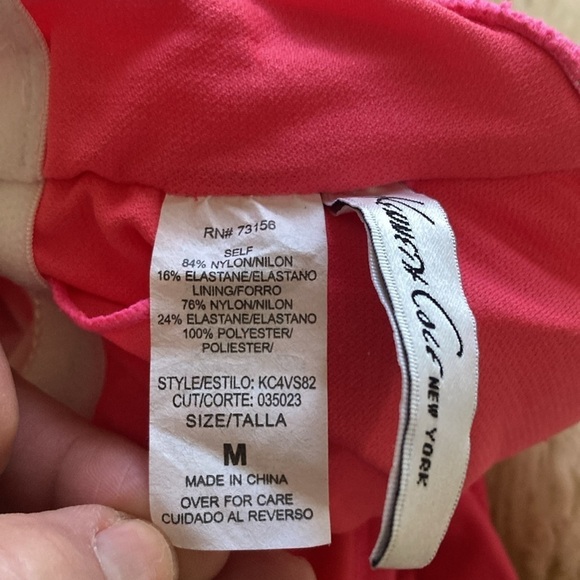 RN# 73156
SELF
84% NYLON/NILON
16% ELASTANE/ELASTANO
LINING/FORRO
76% NYLON/NILON
24% ELASTANE/ELASTANO
100% POLYESTER/
POLIESTER/
STYLE/ESTILO: KC4VS82
CUT/CORTE: 035023
SIZE/TALLA
M
MADE IN CHINA
OVER FOR CARE
CUIDADO AL REVERSO
Kenneth Cole NEW YORK